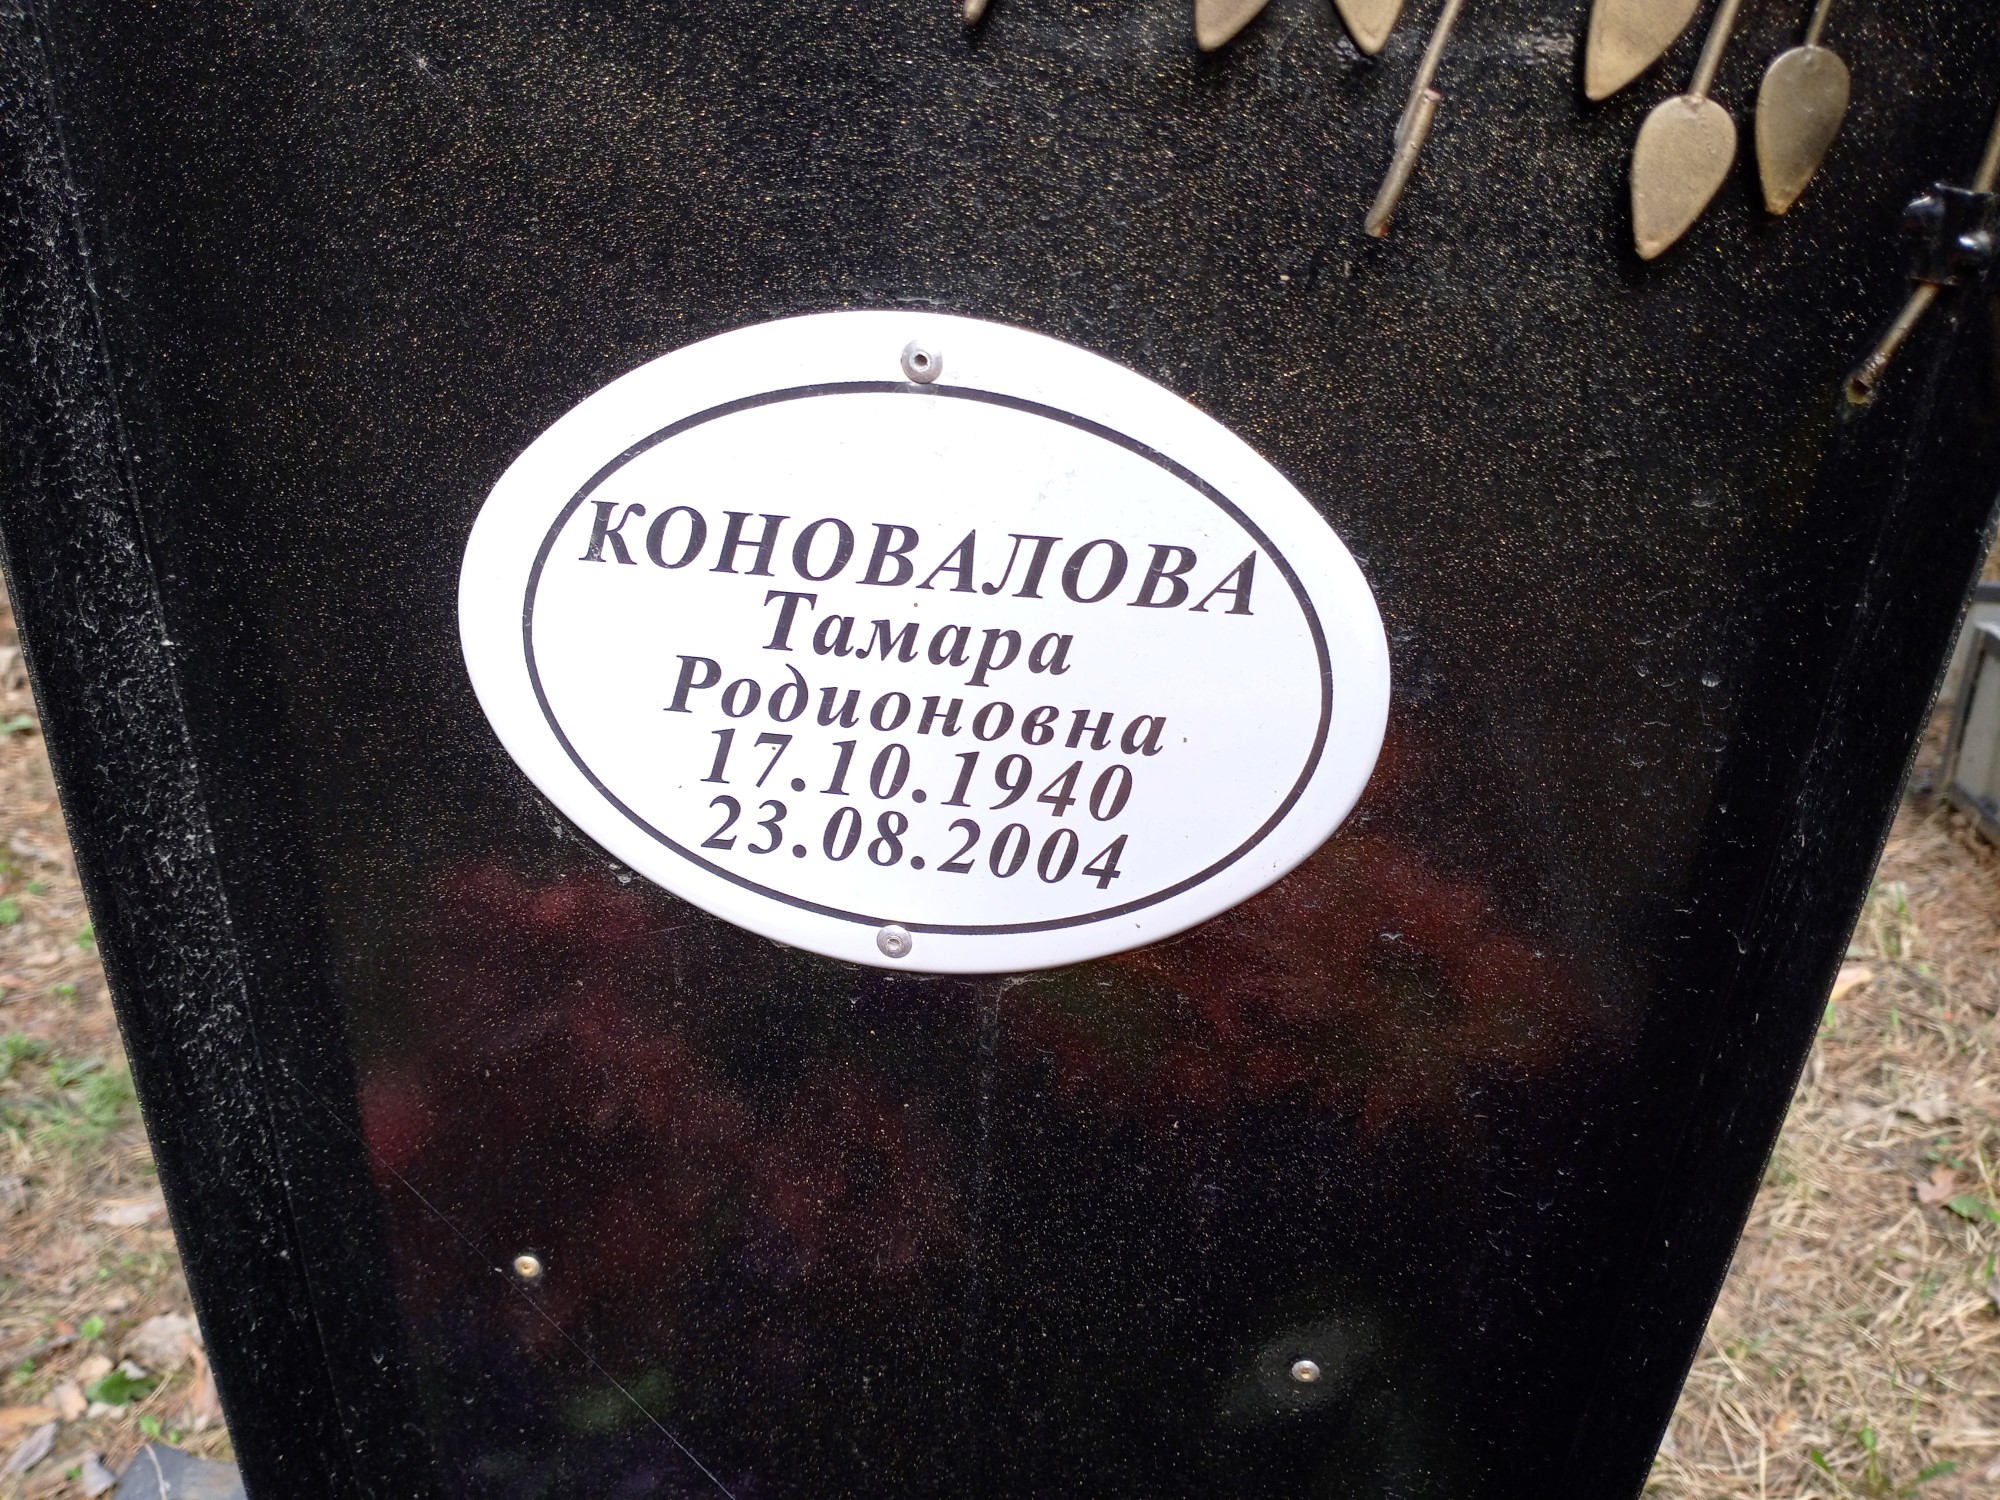 КОНОВАЛОВА
Тамара
Родионовна
17.10.1940
23.08.2004